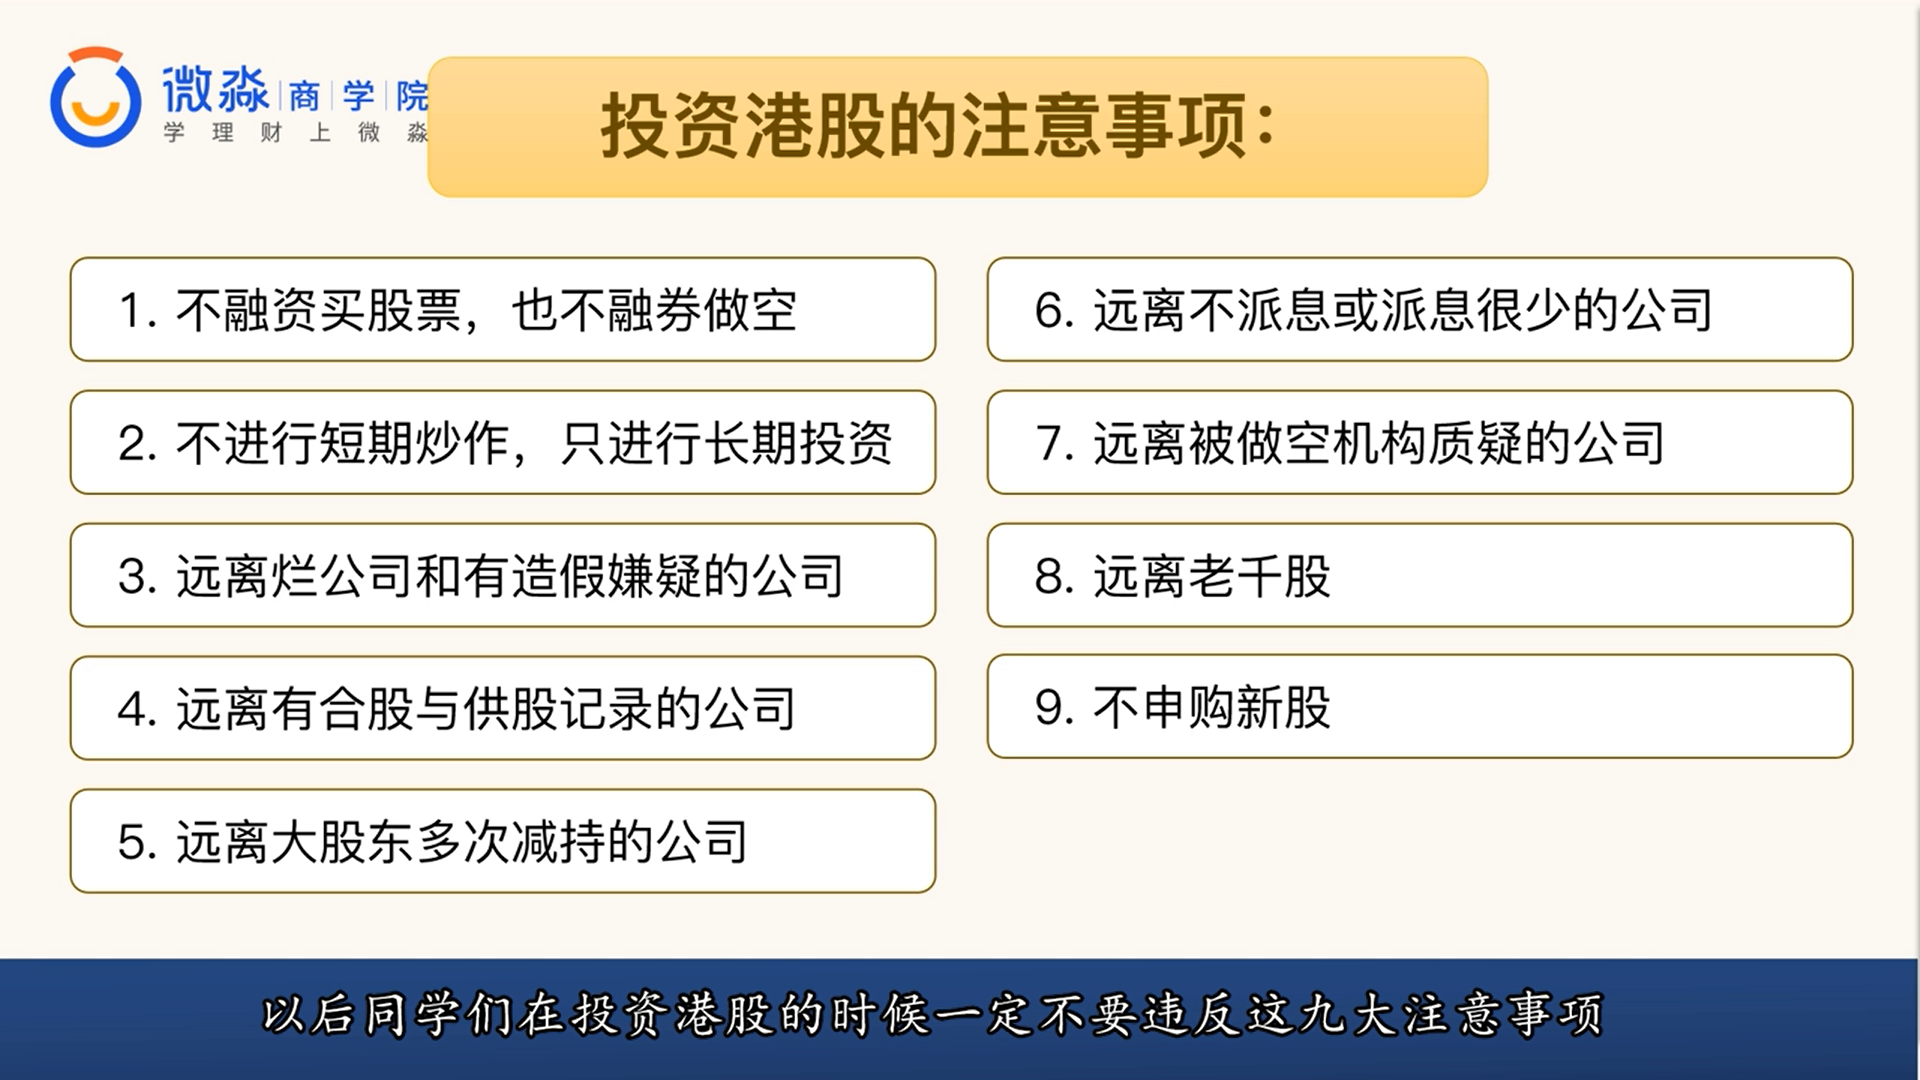 微淼 | 商 | 学 | 院
学理财上微淼
投资港股的注意事项：
1. 不融资买股票，也不融券做空
2. 不进行短期炒作，只进行长期投资
3. 远离烂公司和有造假嫌疑的公司
4. 远离有合股与供股记录的公司
5. 远离大股东多次减持的公司
6. 远离不派息或派息很少的公司
7. 远离被做空机构质疑的公司
8. 远离老千股
9. 不申购新股
以后同学们在投资港股的时候一定不要违反这九大注意事项